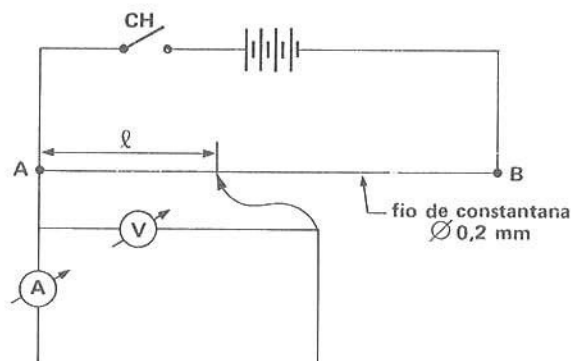 CH
ℓ
A
B
fio de constantana
Ø 0,2 mm
V
A